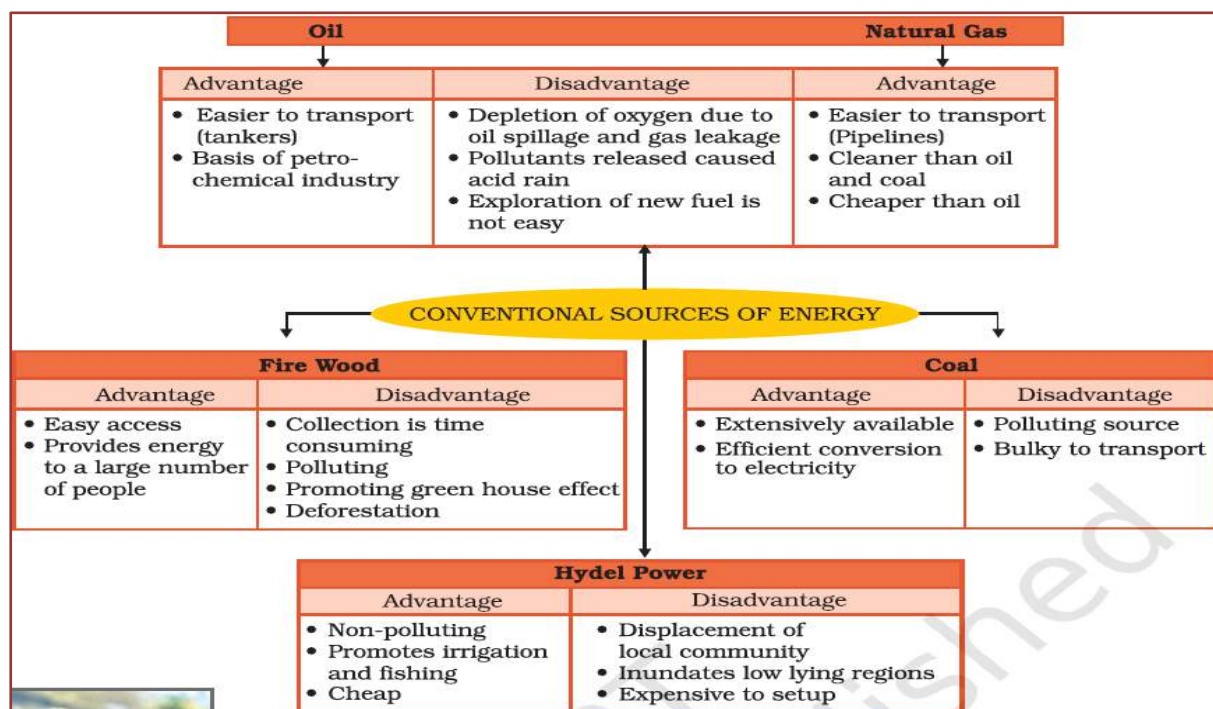 Oil
Natural Gas
Advantage
• Easier to transport
(tankers)
• Basis of petro-
chemical industry
Disadvantage
• Depletion of oxygen due to
oil spillage and gas leakage
• Pollutants released caused
acid rain
• Exploration of new fuel is
not easy
Advantage
• Easier to transport
(Pipelines)
• Cleaner than oil
and coal
• Cheaper than oil
CONVENTIONAL SOURCES OF ENERGY
Fire Wood
Advantage
• Easy access
• Provides energy
to a large number
of people
Disadvantage
• Collection is time
consuming
• Polluting
• Promoting green house effect
• Deforestation
Coal
Advantage
• Extensively available
• Efficient conversion
to electricity
Disadvantage
• Polluting source
• Bulky to transport
Hydel Power
Advantage
• Non-polluting
• Promotes irrigation
and fishing
• Cheap
Disadvantage
• Displacement of
local community
• Inundates low lying regions
• Expensive to setup